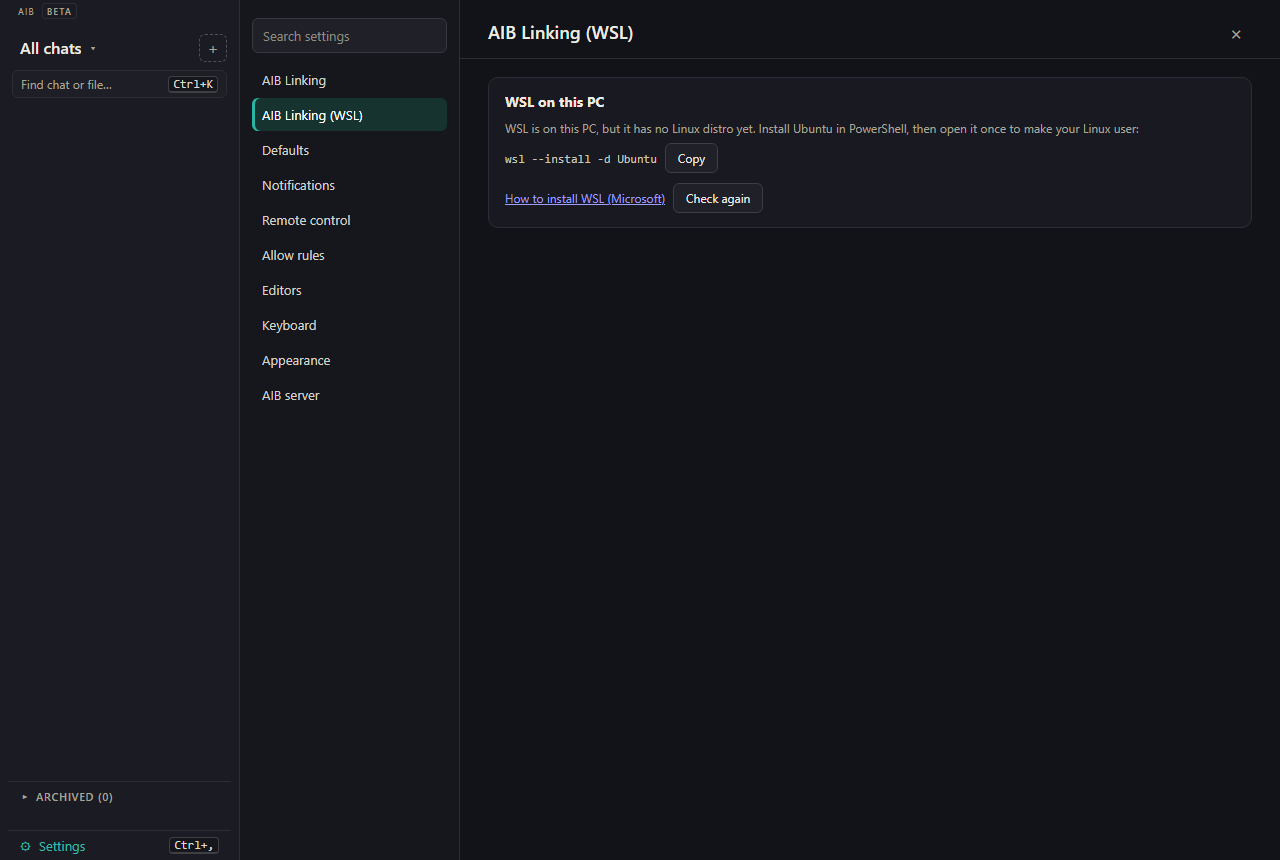 AIB BETA
All chats
+
Find chat or file... Ctrl+K
ARCHIVED (0)
Settings Ctrl+,
Search settings
AIB Linking
AIB Linking (WSL)
Defaults
Notifications
Remote control
Allow rules
Editors
Keyboard
Appearance
AIB server
AIB Linking (WSL)
×
WSL on this PC
WSL is on this PC, but it has no Linux distro yet. Install Ubuntu in PowerShell, then open it once to make your Linux user:
wsl --install -d Ubuntu Copy
How to install WSL (Microsoft) Check again